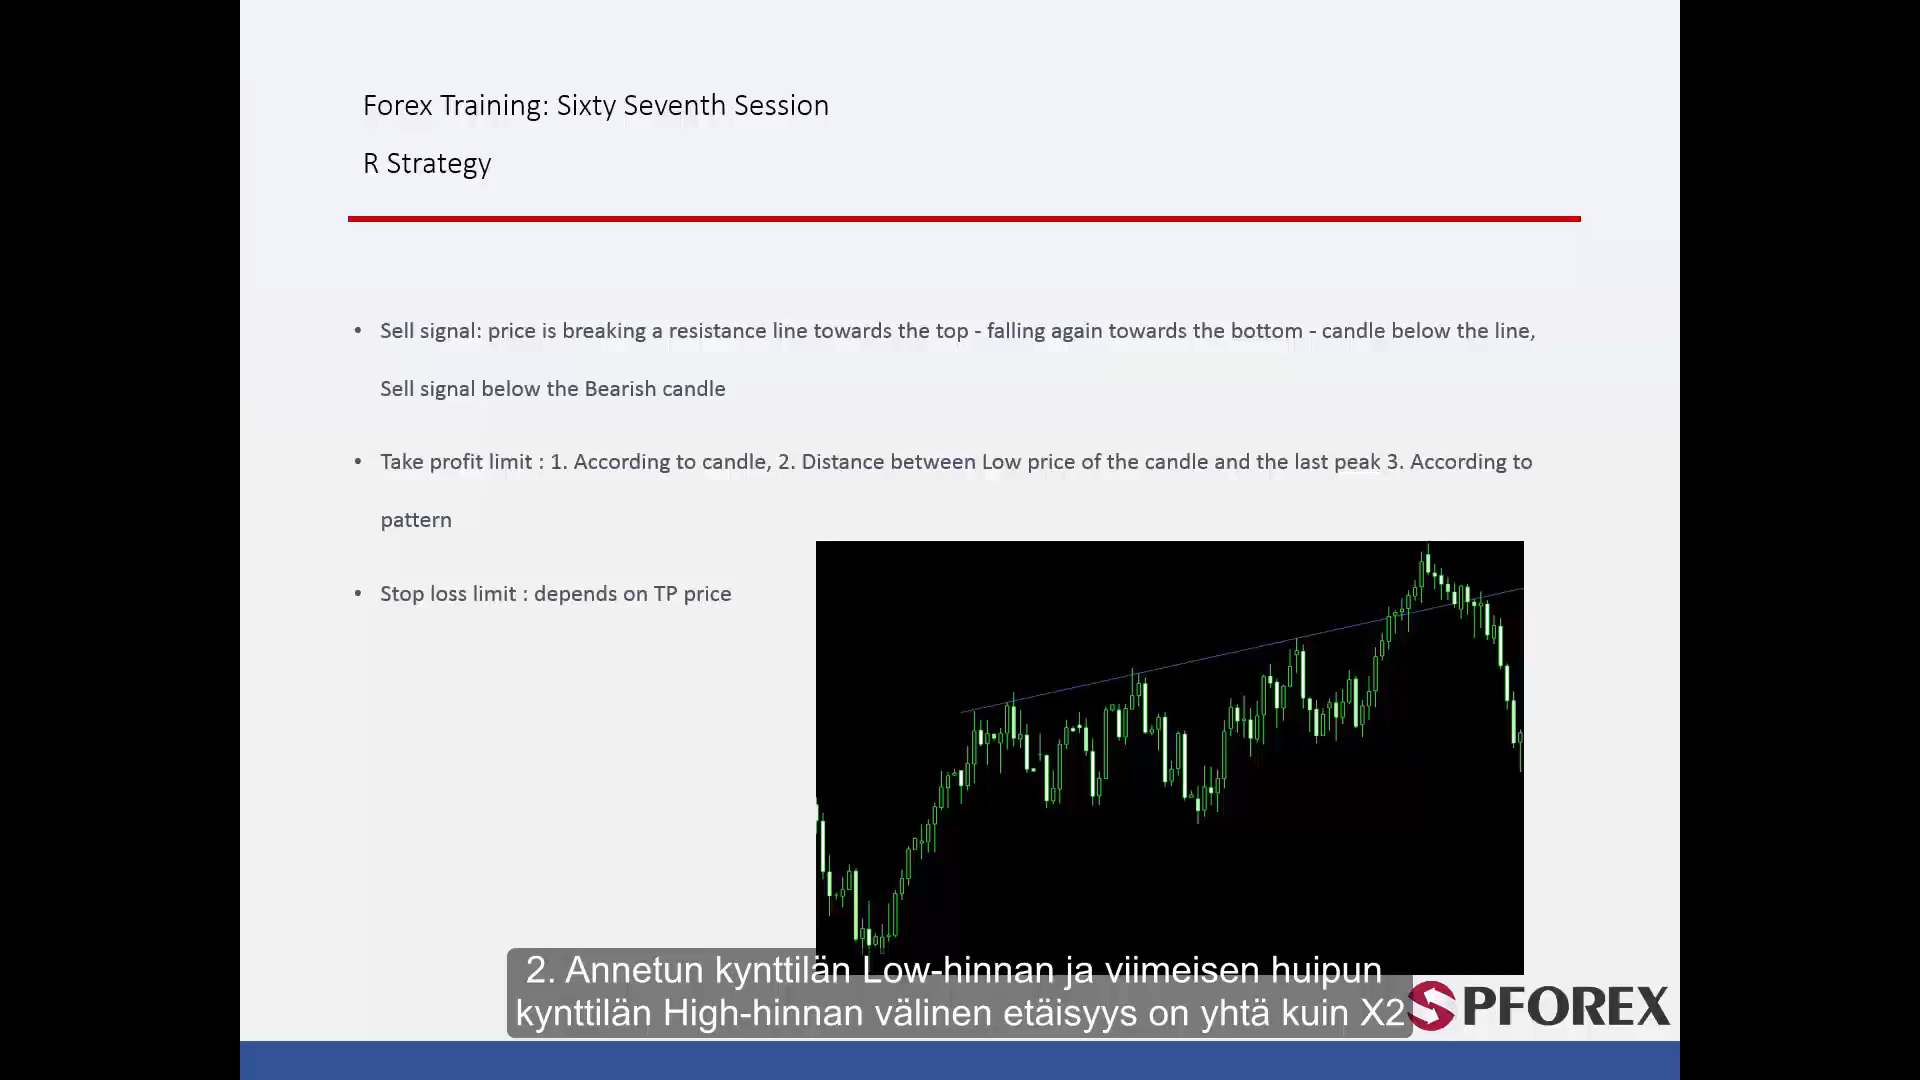 Forex Training: Sixty Seventh Session
R Strategy
• Sell signal: price is breaking a resistance line towards the top - falling again towards the bottom - candle below the line,
Sell signal below the Bearish candle
• Take profit limit : 1. According to candle, 2. Distance between Low price of the candle and the last peak 3. According to
pattern
• Stop loss limit : depends on TP price
2. Annetun kynttilän Low-hinnan ja viimeisen huipun
kynttilän High-hinnan välinen etäisyys on yhtä kuin X2
PFOREX